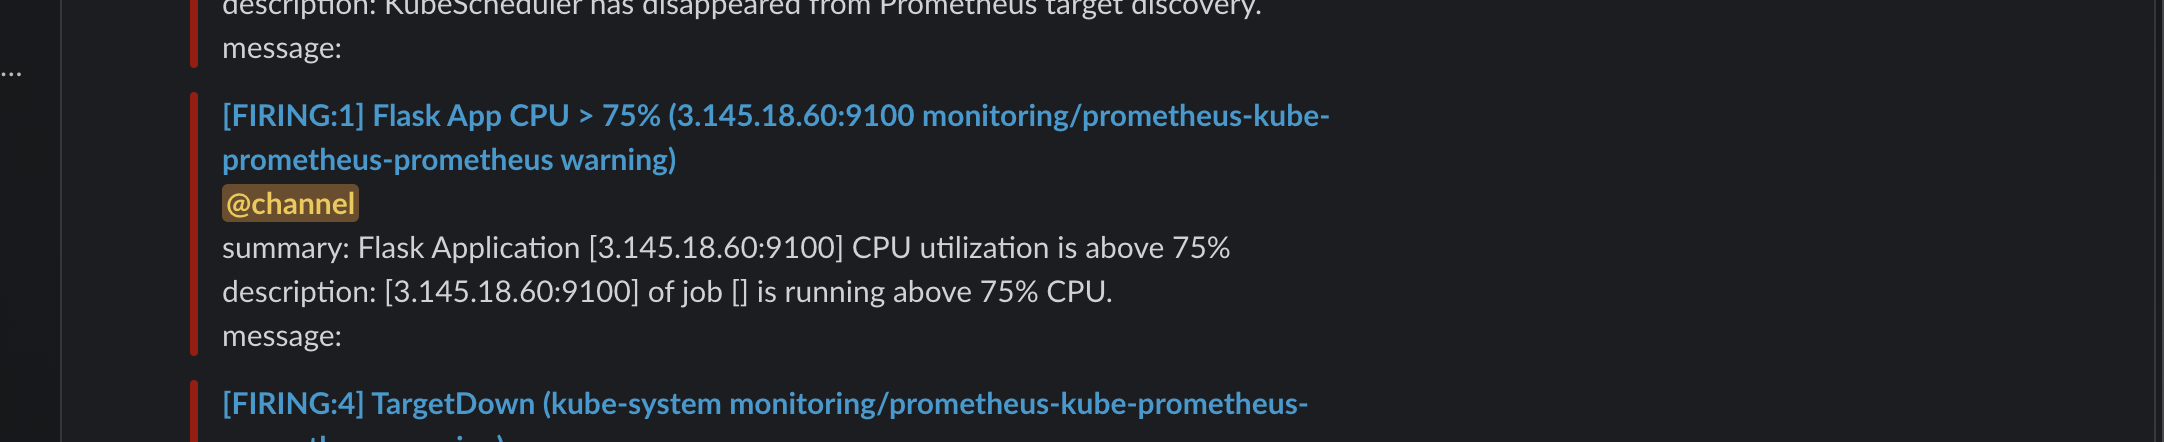 description: KubeScheduler has disappeared from Prometheus target discovery.
message:
...
[FIRING:1] Flask App CPU > 75% (3.145.18.60:9100 monitoring/prometheus-kube-
prometheus-prometheus warning)
@channel
summary: Flask Application [3.145.18.60:9100] CPU utilization is above 75%
description: [3.145.18.60:9100] of job [] is running above 75% CPU.
message:
[FIRING:4] TargetDown (kube-system monitoring/prometheus-kube-prometheus-